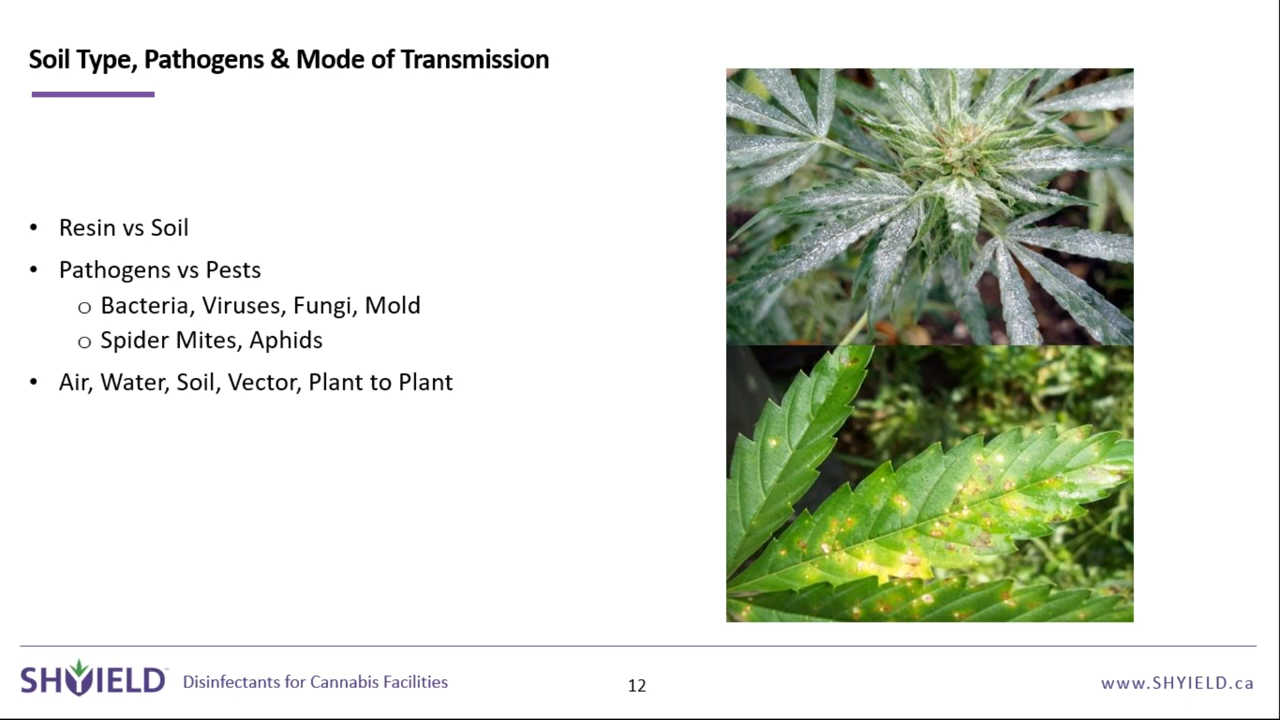 Soil Type, Pathogens & Mode of Transmission
• Resin vs Soil
• Pathogens vs Pests
o Bacteria, Viruses, Fungi, Mold
o Spider Mites, Aphids
• Air, Water, Soil, Vector, Plant to Plant
SHYIELD™ Disinfectants for Cannabis Facilities
12
www.SHYIELD.ca